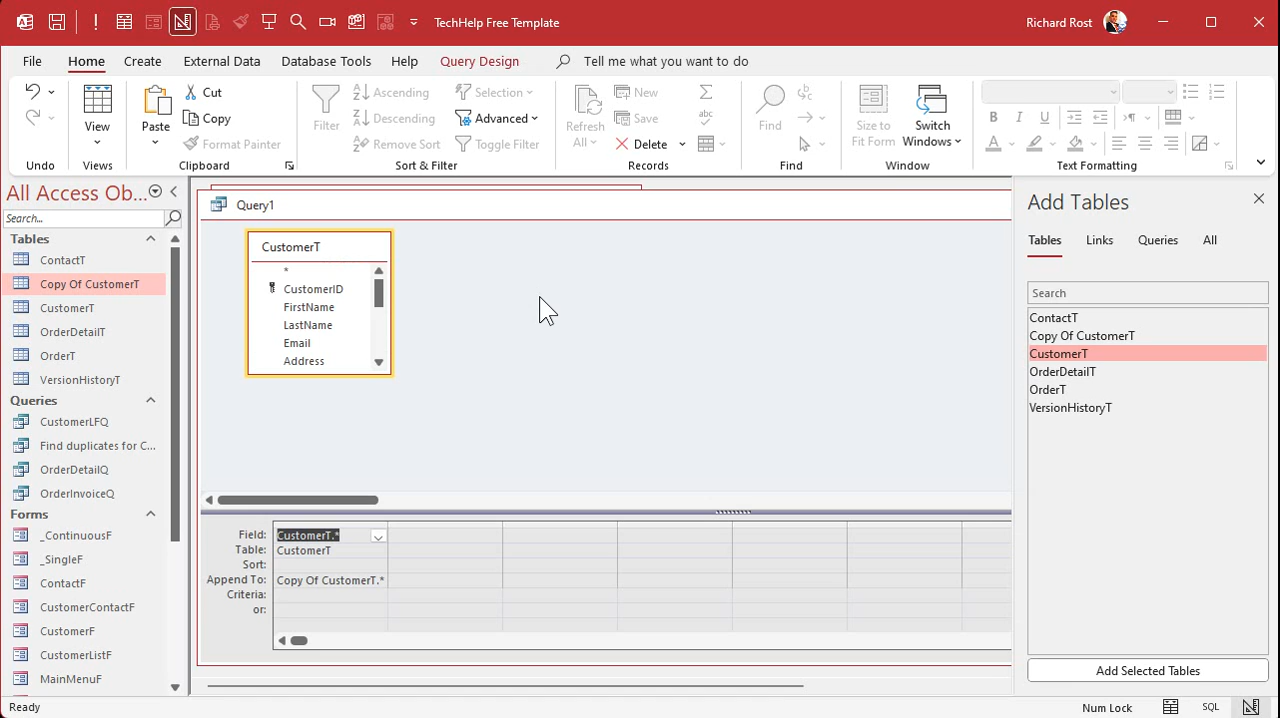 TechHelp Free Template
Richard Rost
File Home Create External Data Database Tools Help Query Design Tell me what you want to do
Undo
View
Views
Paste
Cut
Copy
Format Painter
Clipboard
Filter
Ascending
Descending
Remove Sort
Selection
Advanced
Toggle Filter
Sort & Filter
Refresh
All
New
Save
Delete
Records
Find
Find
Size to
Fit Form
Switch
Windows
Window
B I U
A
Text Formatting
All Access Ob...
Search...
Tables
ContactT
Copy Of CustomerT
CustomerT
OrderDetailT
OrderT
VersionHistoryT
Queries
CustomerLFQ
Find duplicates for C...
OrderDetailQ
OrderInvoiceQ
Forms
_ContinuousF
_SingleF
ContactF
CustomerContactF
CustomerF
CustomerListF
MainMenuF
Query1
CustomerT
*
CustomerID
FirstName
LastName
Email
Address
Field: CustomerT.*
Table: CustomerT
Sort:
Append To: Copy Of CustomerT.*
Criteria:
or:
Add Tables
Tables Links Queries All
Search
ContactT
Copy Of CustomerT
CustomerT
OrderDetailT
OrderT
VersionHistoryT
Add Selected Tables
Ready
Num Lock SQL